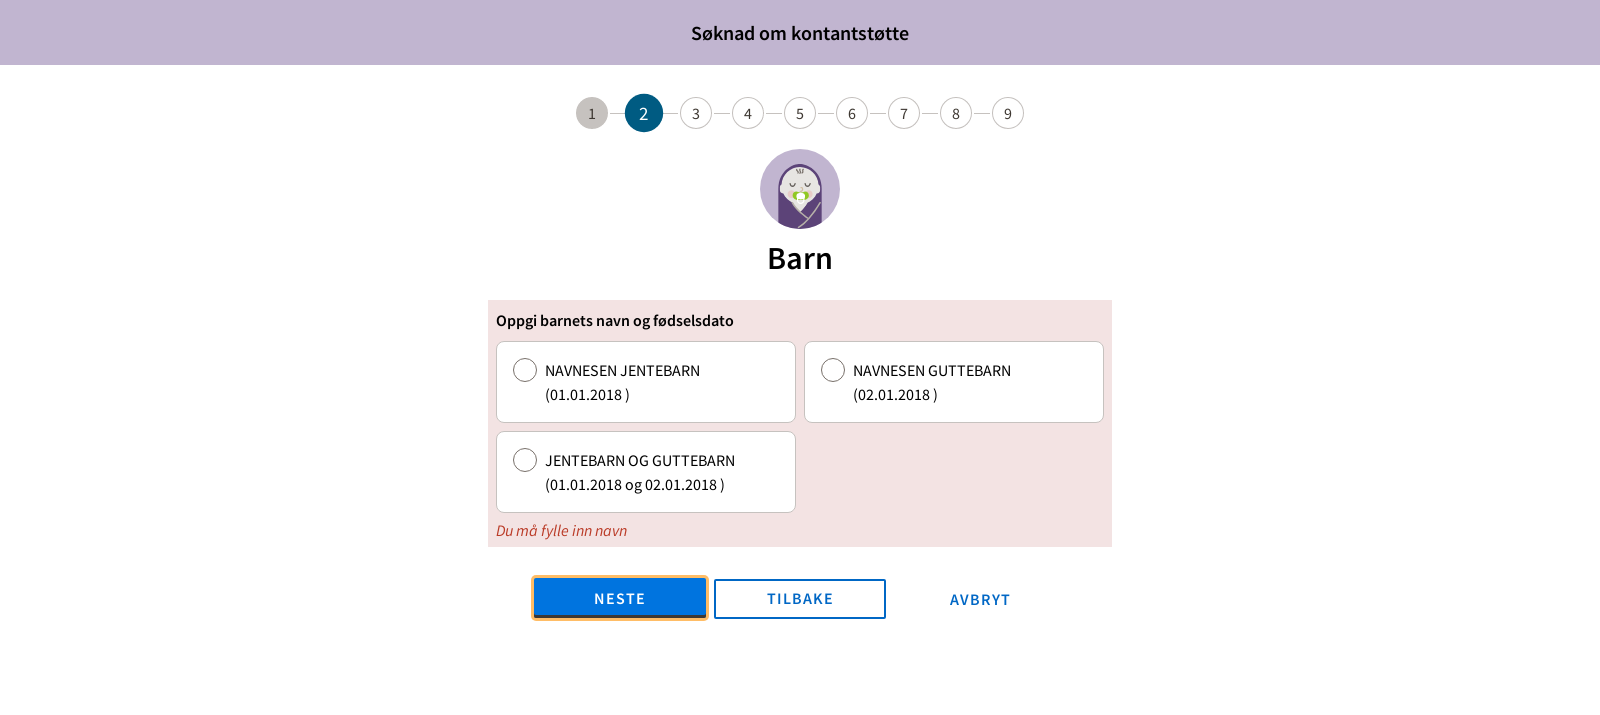 Søknad om kontantstøtte
1 2 3 4 5 6 7 8 9
Barn
Oppgi barnets navn og fødselsdato
NAVNESEN JENTEBARN
(01.01.2018 )
NAVNESEN GUTTEBARN
(02.01.2018 )
JENTEBARN OG GUTTEBARN
(01.01.2018 og 02.01.2018 )
Du må fylle inn navn
NESTE TILBAKE AVBRYT